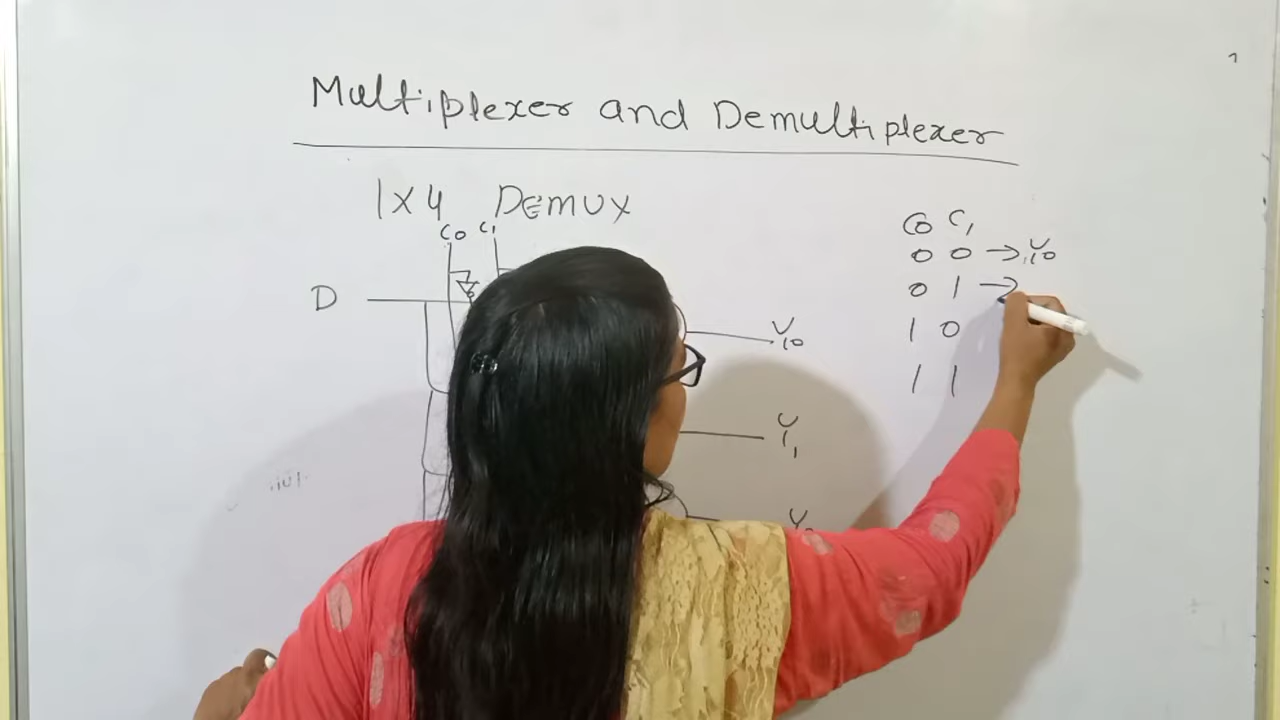 Multiplexer and Demultiplexer
1X4 DEMUX
C0 C1
D
Y0
Y1
C0 C1
0 0 → Y0
0 1 →
1 0
1 1